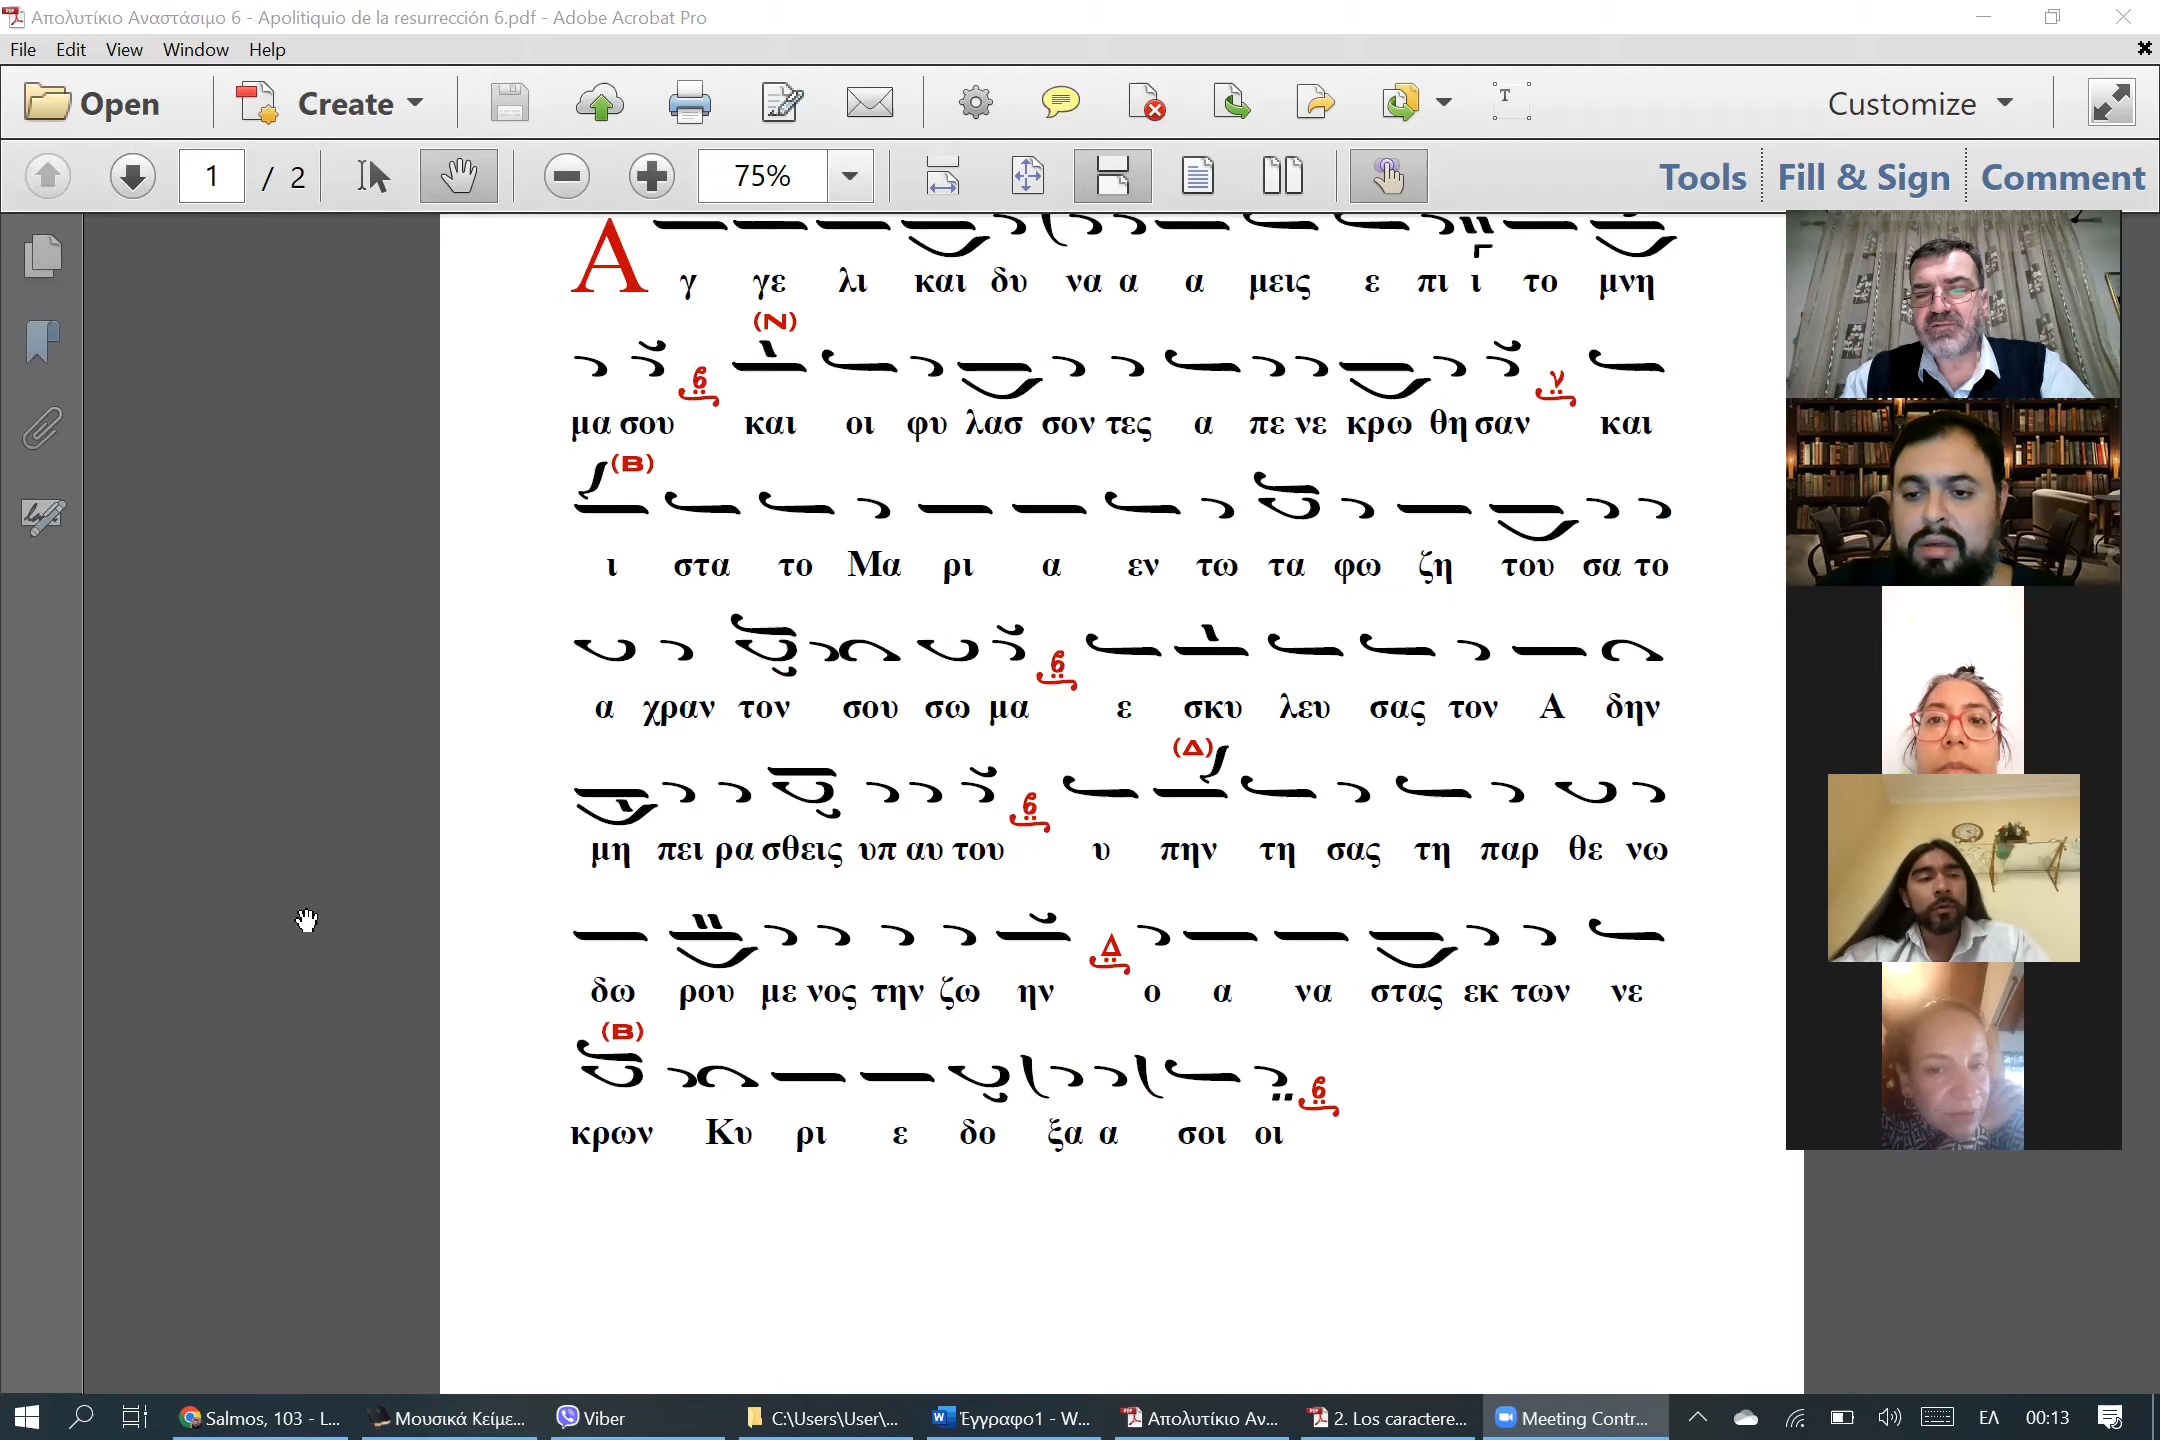 Απολυτίκιο Αναστάσιμο 6 - Apolitiquio de la resurrección 6.pdf - Adobe Acrobat Pro
File Edit View Window Help
Open Create Customize
1 / 2 75% Tools Fill & Sign Comment
Α γ γε λι και δυ να α α μεις ε πι ι το μνη
(Ν)
μα σου και οι φυ λασ σον τες α πε νε κρω θη σαν και
(Β)
ι στα το Μα ρι α εν τω τα φω ζη του σα το
α χραν τον σου σω μα ε σκυ λευ σας τον Α δην
(Δ)
μη πει ρα σθεις υπ αυ του υ πην τη σας τη παρ θε νω
Δ
δω ρου με νος την ζω ην ο α να στας εκ των νε
(Β)
κρων Κυ ρι ε δο ξα α σοι οι
Salmos, 103 - L... Μουσικά Κείμε... Viber C:\Users\User\... Έγγραφο1 - W... Απολυτίκιο Αν... 2. Los caractere... Meeting Contr... ΕΛ 00:13